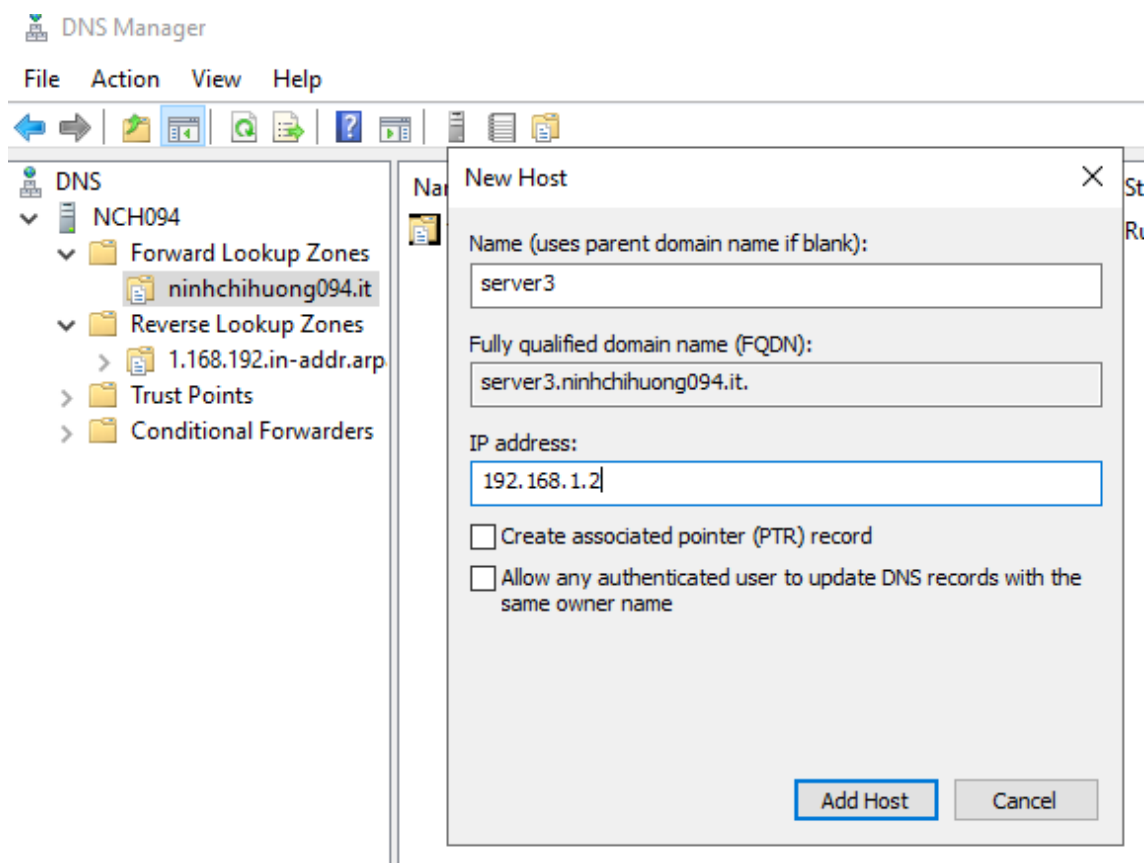 DNS Manager
File Action View Help
DNS
NCH094
Forward Lookup Zones
ninhchihuong094.it
Reverse Lookup Zones
1.168.192.in-addr.arp
Trust Points
Conditional Forwarders
Nar
St
Ru
New Host
Name (uses parent domain name if blank):
server3
Fully qualified domain name (FQDN):
server3.ninhchihuong094.it.
IP address:
192.168.1.2
Create associated pointer (PTR) record
Allow any authenticated user to update DNS records with the
same owner name
Add Host Cancel